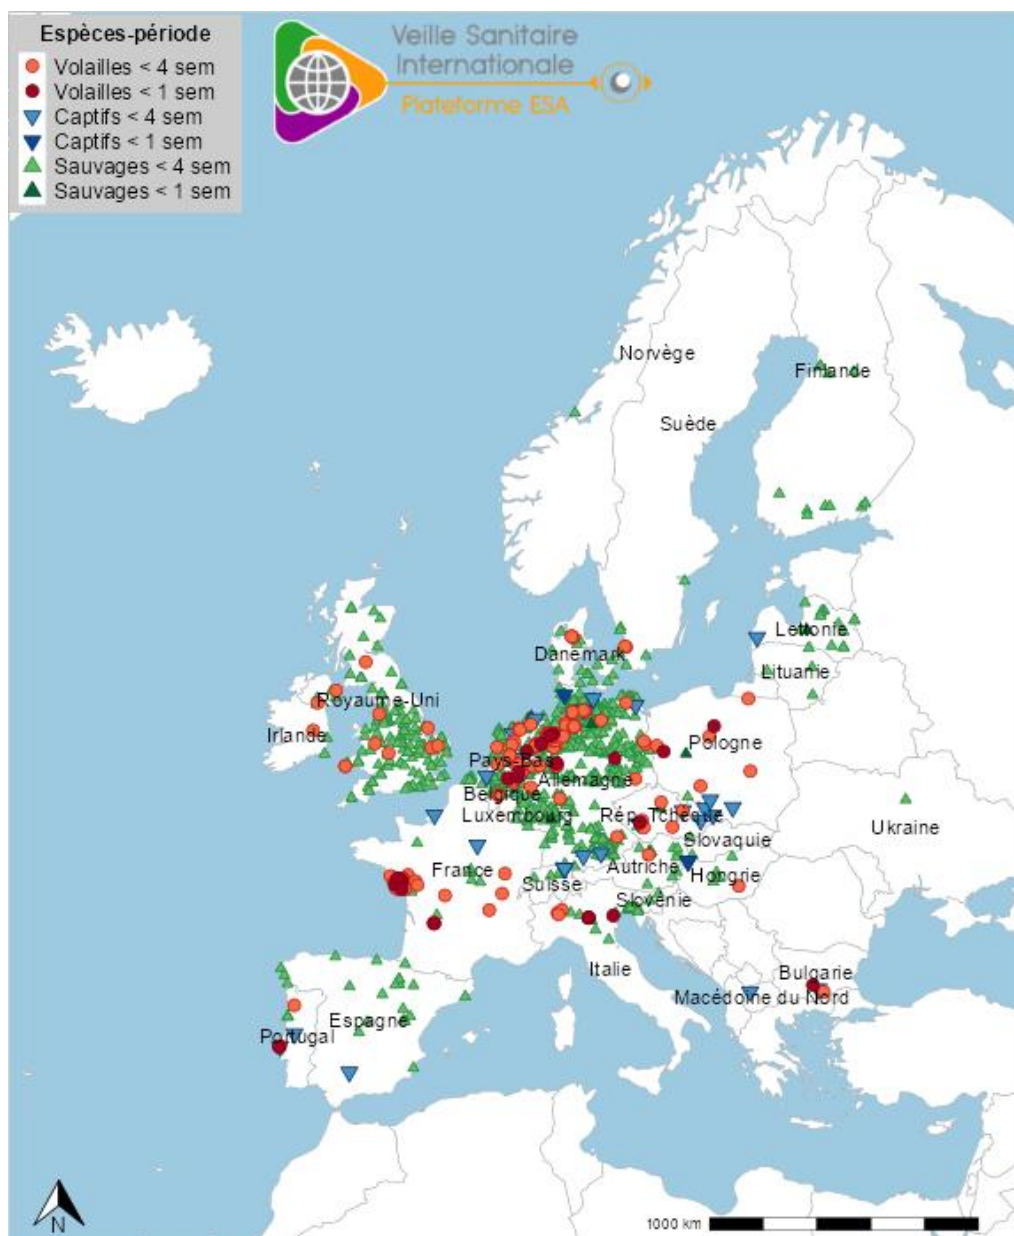 Espèces-période
Volailles < 4 sem
Volailles < 1 sem
Captifs < 4 sem
Captifs < 1 sem
Sauvages < 4 sem
Sauvages < 1 sem
Veille Sanitaire
Internationale
Plateforme ESA
Norvège
Finlande
Suède
Lettonie
Danemark
Lituanie
Royaume-Uni
Irlande
Pologne
Pays-Bas
Allemagne
Belgique
Luxembourg
Rép. Tchèque
Ukraine
Slovaquie
France
Autriche
Hongrie
Suisse
Slovénie
Italie
Bulgarie
Macédoine du Nord
Espagne
Portugal
N
1000 km